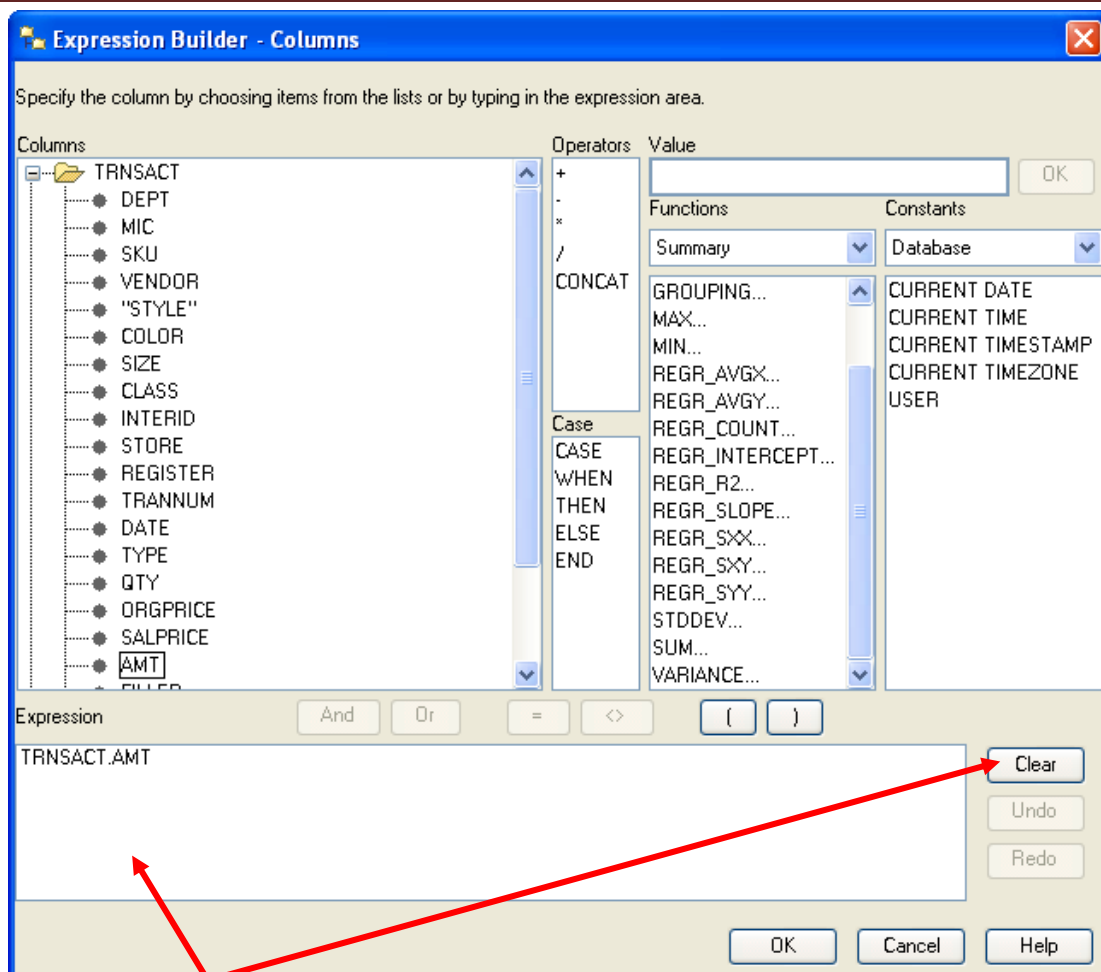 Expression Builder - Columns
Specify the column by choosing items from the lists or by typing in the expression area.
Columns
TRNSACT
DEPT
MIC
SKU
VENDOR
"STYLE"
COLOR
SIZE
CLASS
INTERID
STORE
REGISTER
TRANNUM
DATE
TYPE
QTY
ORGPRICE
SALPRICE
AMT
FILLER
Operators
+
-
*
/
CONCAT
Case
CASE
WHEN
THEN
ELSE
END
Value
OK
Functions
Summary
GROUPING...
MAX...
MIN...
REGR_AVGX...
REGR_AVGY...
REGR_COUNT...
REGR_INTERCEPT...
REGR_R2...
REGR_SLOPE...
REGR_SXX...
REGR_SXY...
REGR_SYY...
STDDEV...
SUM...
VARIANCE...
Constants
Database
CURRENT DATE
CURRENT TIME
CURRENT TIMESTAMP
CURRENT TIMEZONE
USER
Expression And Or = <> ( )
TRNSACT.AMT
Clear
Undo
Redo
OK Cancel Help